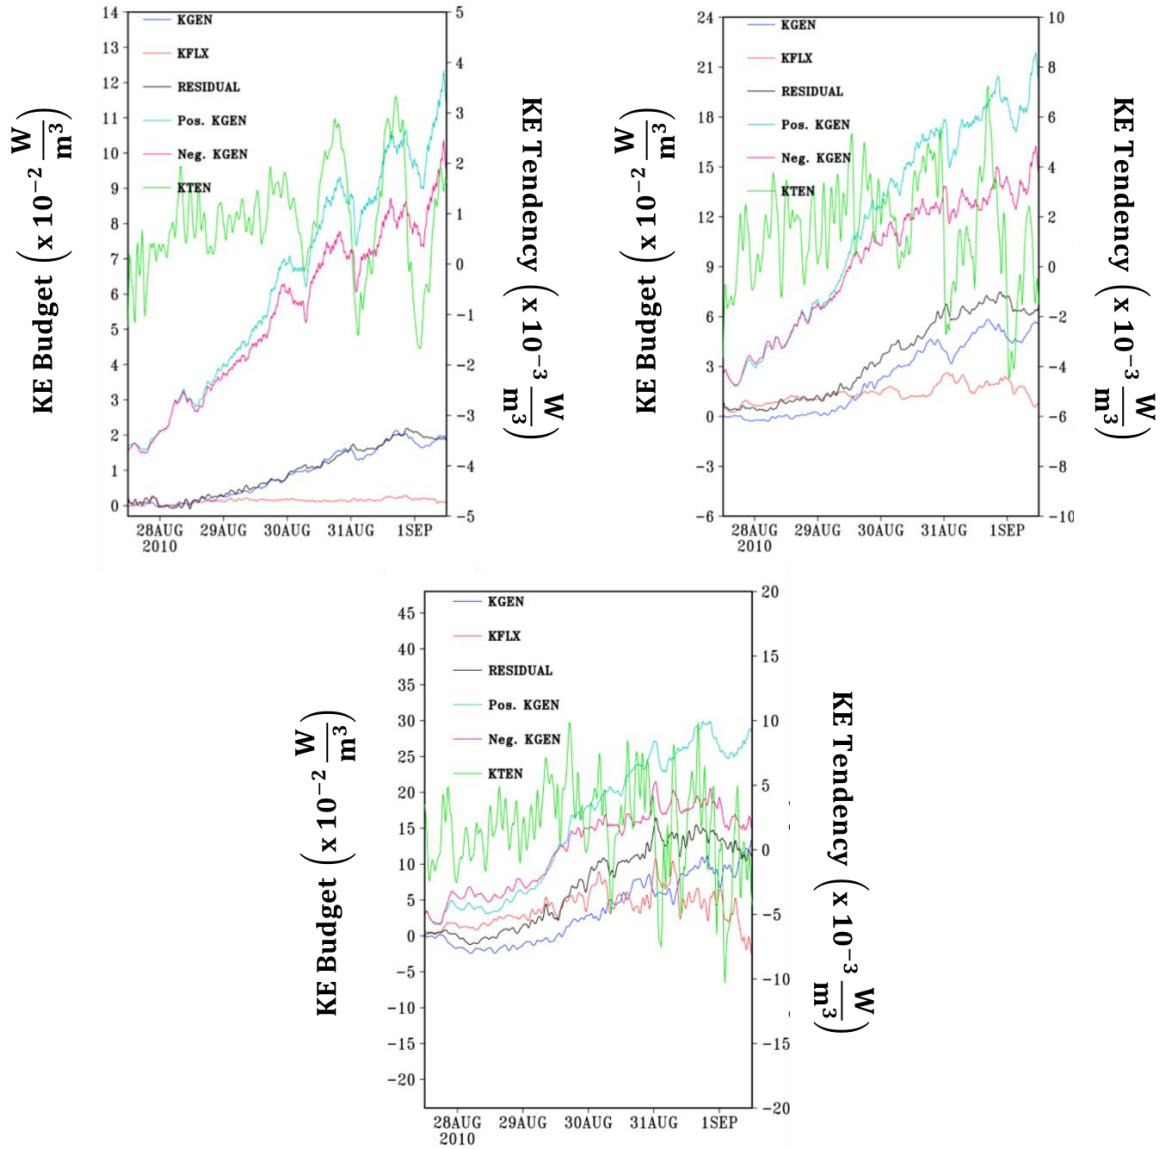 KE Budget (x 10−2 W/m3)
14
13
12
11
10
9
8
7
6
5
4
3
2
1
0
KGEN
KFLX
RESIDUAL
Pos. KGEN
Neg. KGEN
KTEN
5
4
3
2
1
0
−1
−2
−3
−4
−5
28AUG 29AUG 30AUG 31AUG 1SEP
2010
KE Tendency (x 10−3 W/m3)
KE Budget (x 10−2 W/m3)
24
21
18
15
12
9
6
3
0
−3
−6
KGEN
KFLX
RESIDUAL
Pos. KGEN
Neg. KGEN
KTEN
10
8
6
4
2
0
−2
−4
−6
−8
−10
28AUG 29AUG 30AUG 31AUG 1SEP
2010
KE Tendency (x 10−3 W/m3)
KE Budget (x 10−2 W/m3)
45
40
35
30
25
20
15
10
5
0
−5
−10
−15
−20
KGEN
KFLX
RESIDUAL
Pos. KGEN
Neg. KGEN
KTEN
20
15
10
5
0
−5
−10
−15
−20
28AUG 29AUG 30AUG 31AUG 1SEP
2010
KE Tendency (x 10−3 W/m3)